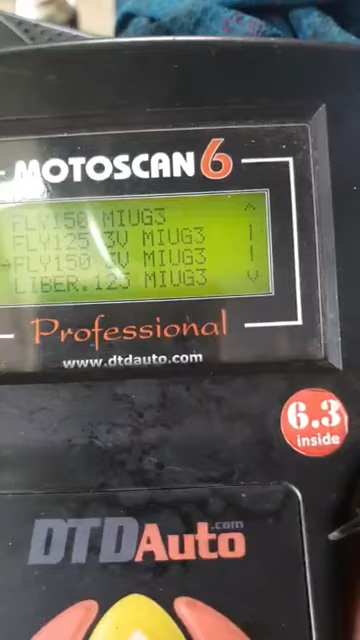 MOTOSCAN 6
FLY150 MIUG3
FLY125 3V MIUG3
→FLY150 3V MIUG3
LIBER.125 MIUG3
Professional
www.dtdauto.com
6.3
inside
DTDAuto.com